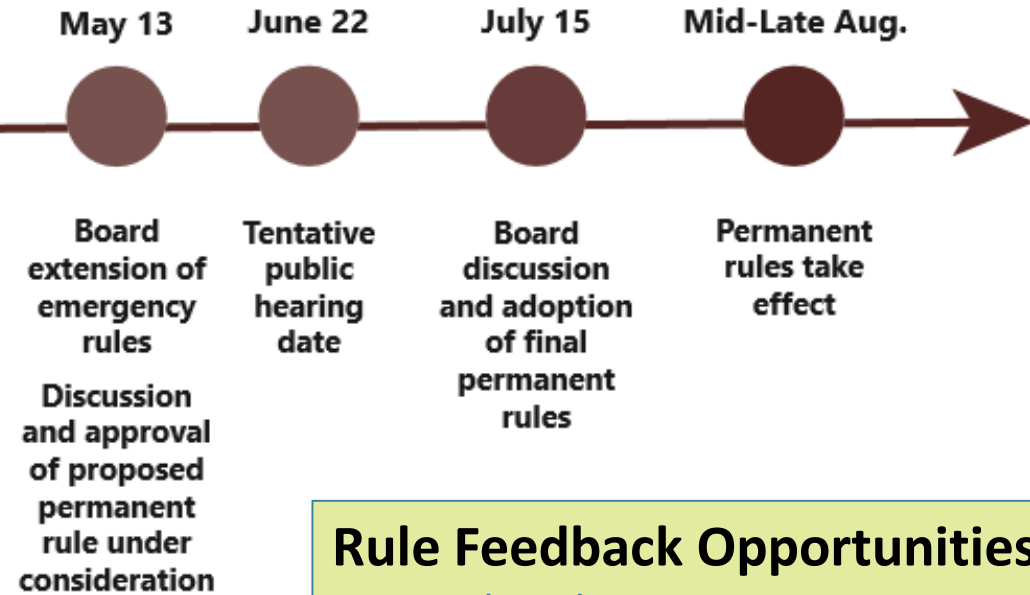 May 13
June 22
July 15
Mid-Late Aug.
Board
extension of
emergency
rules
Discussion
and approval
of proposed
permanent
rule under
consideration
Tentative
public
hearing
date
Board
discussion
and adoption
of final
permanent
rules
Permanent
rules take
effect
Rule Feedback Opportunities